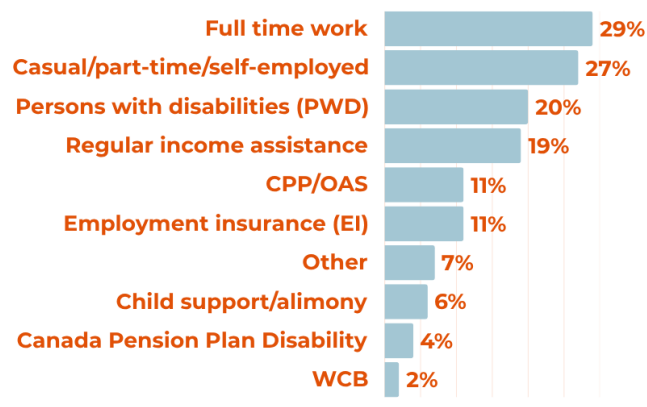 Full time work 29%
Casual/part-time/self-employed 27%
Persons with disabilities (PWD) 20%
Regular income assistance 19%
CPP/OAS 11%
Employment insurance (EI) 11%
Other 7%
Child support/alimony 6%
Canada Pension Plan Disability 4%
WCB 2%